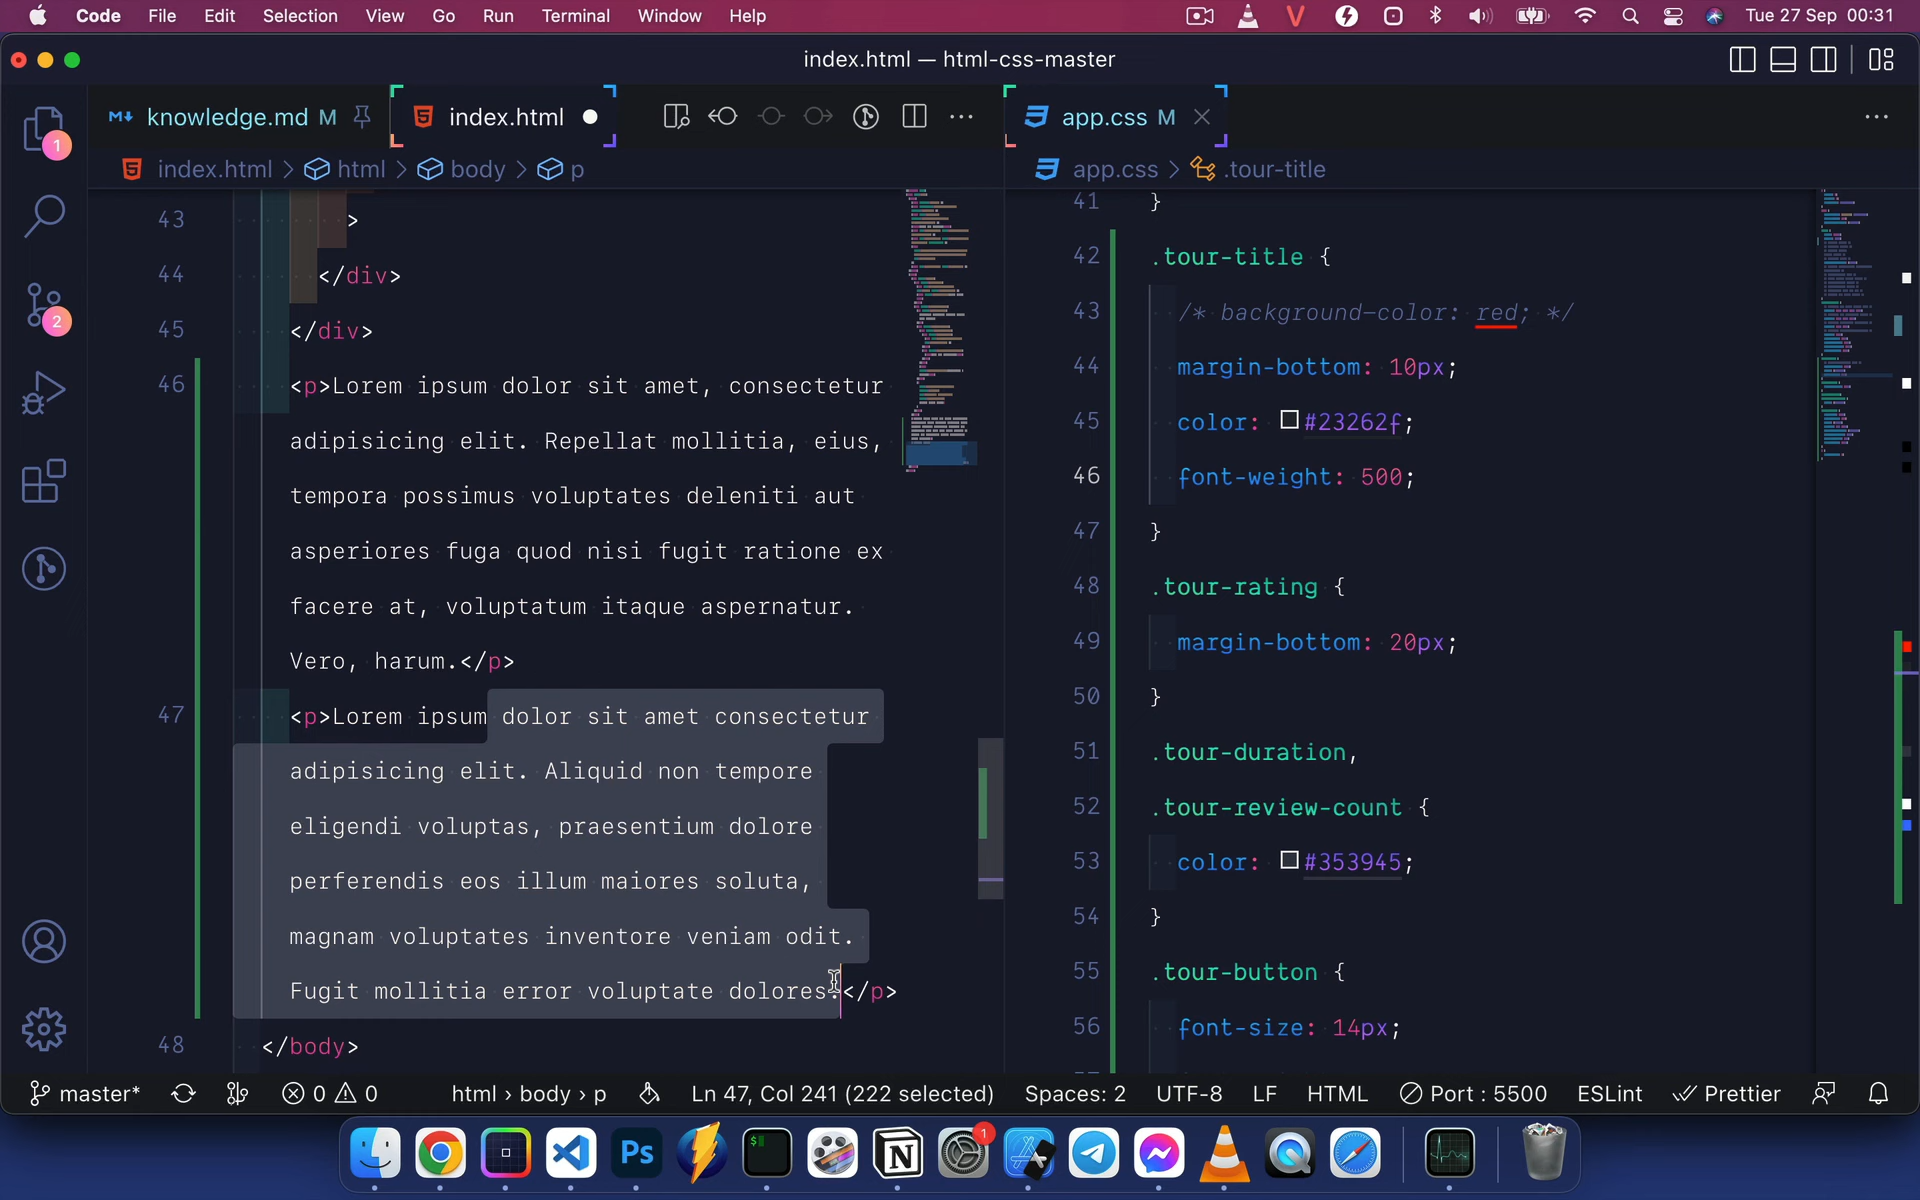 Code File Edit Selection View Go Run Terminal Window Help Tue 27 Sep 00:31
index.html — html-css-master
knowledge.md M index.html
app.css M
index.html > html > body > p
app.css > .tour-title
43 >
44 </div>
45 </div>
46 <p>Lorem ipsum dolor sit amet, consectetur
adipisicing elit. Repellat mollitia, eius,
tempora possimus voluptates deleniti aut
asperiores fuga quod nisi fugit ratione ex
facere at, voluptatum itaque aspernatur.
Vero, harum.</p>
47 <p>Lorem ipsum dolor sit amet consectetur
adipisicing elit. Aliquid non tempore
eligendi voluptas, praesentium dolore
perferendis eos illum maiores soluta,
magnam voluptates inventore veniam odit.
Fugit mollitia error voluptate dolores.</p>
48 </body>
41 }
42 .tour-title {
43 /* background-color: red; */
44 margin-bottom: 10px;
45 color: #23262f;
46 font-weight: 500;
47 }
48 .tour-rating {
49 margin-bottom: 20px;
50 }
51 .tour-duration,
52 .tour-review-count {
53 color: #353945;
54 }
55 .tour-button {
56 font-size: 14px;
1
2
master* 0 0 html › body › p Ln 47, Col 241 (222 selected) Spaces: 2 UTF-8 LF HTML Port : 5500 ESLint Prettier
Ps
1